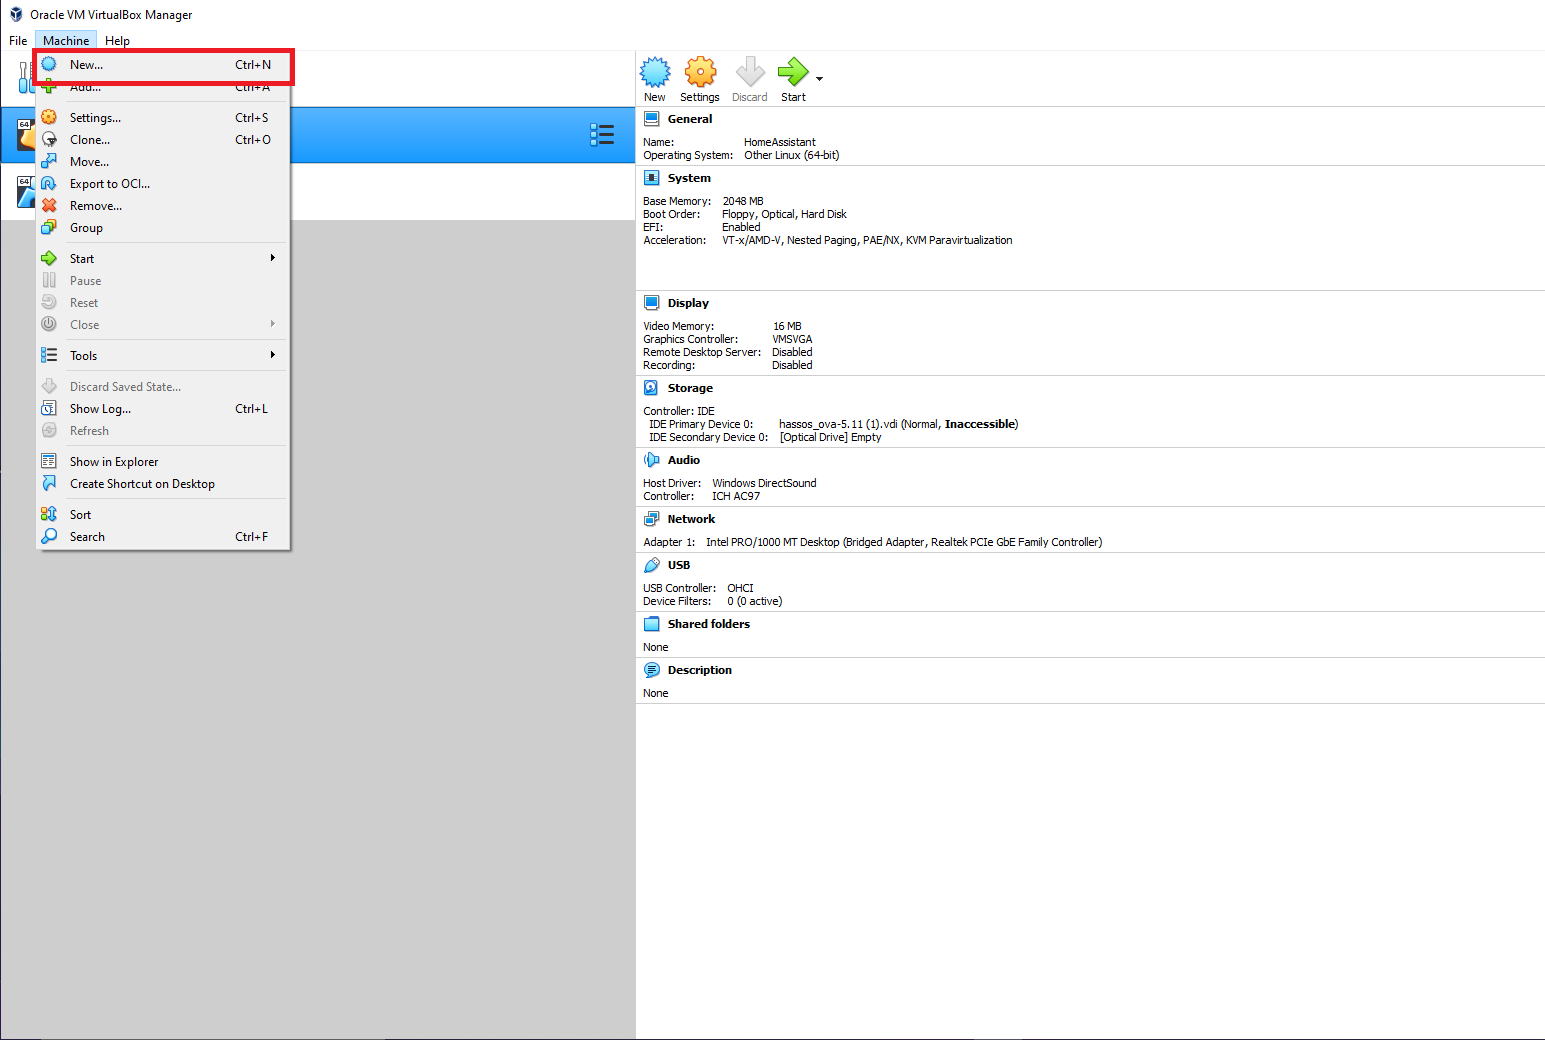 Oracle VM VirtualBox Manager
File Machine Help
New... Ctrl+N
Add... Ctrl+A
Settings... Ctrl+S
Clone... Ctrl+O
Move...
Export to OCI...
Remove...
Group
Start
Pause
Reset
Close
Tools
Discard Saved State...
Show Log... Ctrl+L
Refresh
Show in Explorer
Create Shortcut on Desktop
Sort
Search Ctrl+F
64
64
New Settings Discard Start
General
Name: HomeAssistant
Operating System: Other Linux (64-bit)
System
Base Memory: 2048 MB
Boot Order: Floppy, Optical, Hard Disk
EFI: Enabled
Acceleration: VT-x/AMD-V, Nested Paging, PAE/NX, KVM Paravirtualization
Display
Video Memory: 16 MB
Graphics Controller: VMSVGA
Remote Desktop Server: Disabled
Recording: Disabled
Storage
Controller: IDE
IDE Primary Device 0: hassos_ova-5.11 (1).vdi (Normal, Inaccessible)
IDE Secondary Device 0: [Optical Drive] Empty
Audio
Host Driver: Windows DirectSound
Controller: ICH AC97
Network
Adapter 1: Intel PRO/1000 MT Desktop (Bridged Adapter, Realtek PCIe GbE Family Controller)
USB
USB Controller: OHCI
Device Filters: 0 (0 active)
Shared folders
None
Description
None